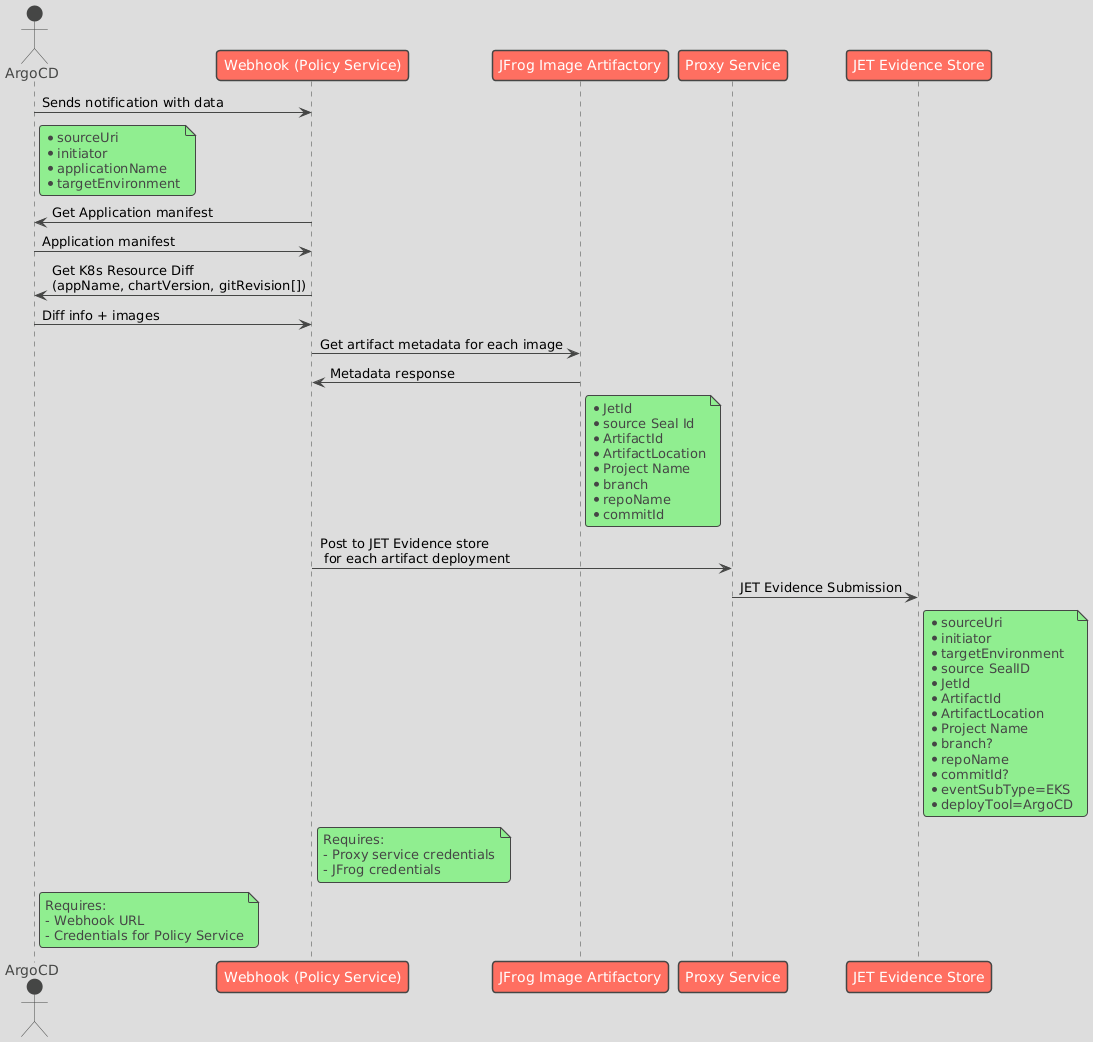 ArgoCD
Webhook (Policy Service)
JFrog Image Artifactory
Proxy Service
JET Evidence Store
Sends notification with data
• sourceUri
• initiator
• applicationName
• targetEnvironment
Get Application manifest
Application manifest
Get K8s Resource Diff
(appName, chartVersion, gitRevision[])
Diff info + images
Get artifact metadata for each image
Metadata response
• JetId
• source Seal Id
• ArtifactId
• ArtifactLocation
• Project Name
• branch
• repoName
• commitId
Post to JET Evidence store
for each artifact deployment
JET Evidence Submission
• sourceUri
• initiator
• targetEnvironment
• source SealID
• JetId
• ArtifactId
• ArtifactLocation
• Project Name
• branch?
• repoName
• commitId?
• eventSubType=EKS
• deployTool=ArgoCD
Requires:
- Proxy service credentials
- JFrog credentials
Requires:
- Webhook URL
- Credentials for Policy Service
ArgoCD
Webhook (Policy Service)
JFrog Image Artifactory
Proxy Service
JET Evidence Store